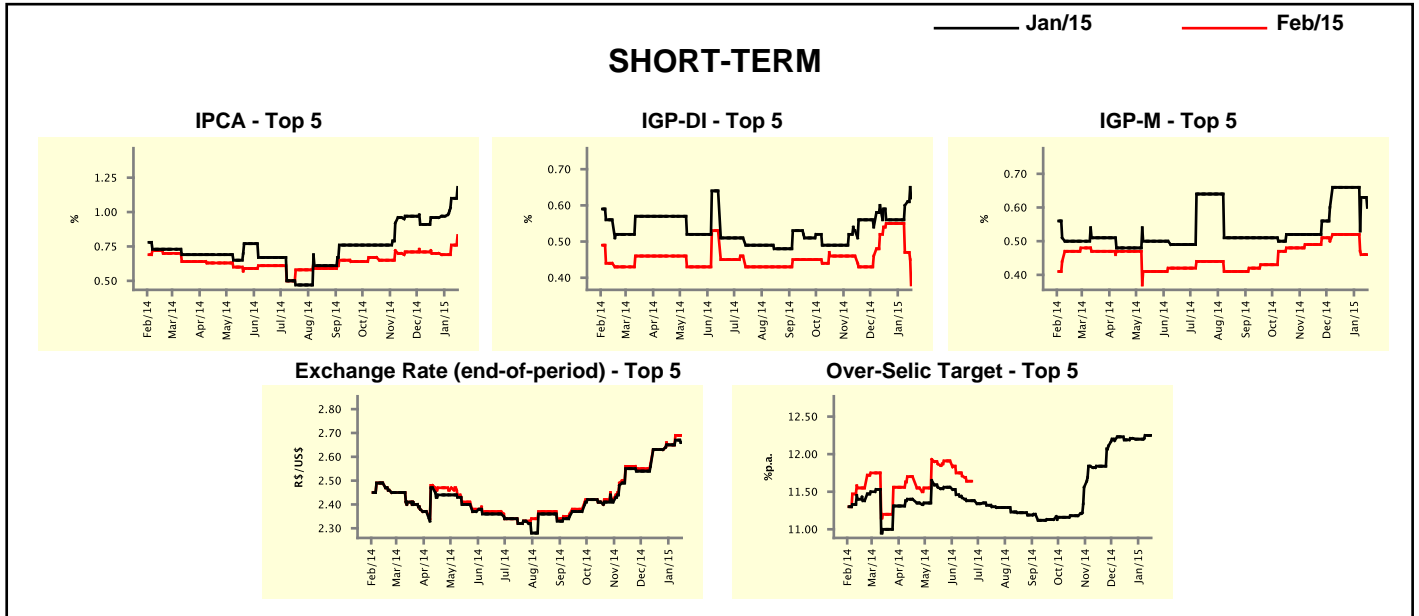 Jan/15 Feb/15
SHORT-TERM
IPCA - Top 5
%
1.25
1.00
0.75
0.50
Feb/14 Mar/14 Apr/14 May/14 Jun/14 Jul/14 Aug/14 Sep/14 Oct/14 Nov/14 Dec/14 Jan/15
IGP-DI - Top 5
%
0.70
0.60
0.50
0.40
Feb/14 Mar/14 Apr/14 May/14 Jun/14 Jul/14 Aug/14 Sep/14 Oct/14 Nov/14 Dec/14 Jan/15
IGP-M - Top 5
%
0.70
0.60
0.50
0.40
Feb/14 Mar/14 Apr/14 May/14 Jun/14 Jul/14 Aug/14 Sep/14 Oct/14 Nov/14 Dec/14 Jan/15
Exchange Rate (end-of-period) - Top 5
R$/US$
2.80
2.70
2.60
2.50
2.40
2.30
Feb/14 Mar/14 Apr/14 May/14 Jun/14 Jul/14 Aug/14 Sep/14 Oct/14 Nov/14 Dec/14 Jan/15
Over-Selic Target - Top 5
%p.a.
12.50
12.00
11.50
11.00
Feb/14 Mar/14 Apr/14 May/14 Jun/14 Jul/14 Aug/14 Sep/14 Oct/14 Nov/14 Dec/14 Jan/15